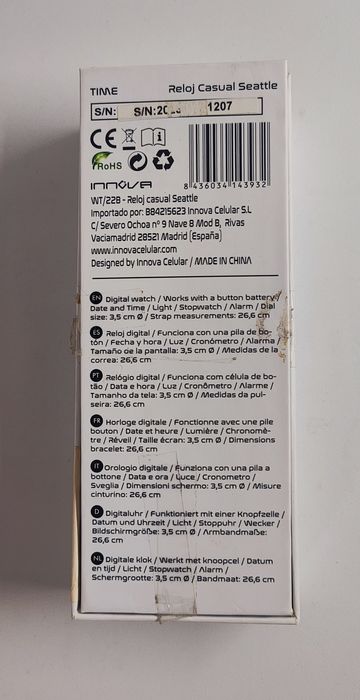 TIME Reloj Casual Seattle
S/N: S/N:20 1207
CE
RoHS
8436034143932
INNOVA
WT/22B - Reloj casual Seattle
Importado por: B84215623 Innova Celular S.L
C/ Severo Ochoa nº 9 Nave 8 Mod B, Rivas
Vaciamadrid 28521 Madrid (España)
www.innovacelular.com
Designed by Innova Celular / MADE IN CHINA
EN Digital watch / Works with a button battery/
Date and Time / Light / Stopwatch / Alarm / Dial
size: 3,5 cm Ø / Strap measurements: 26,6 cm
ES Reloj digital / Funciona con una pila de bo-
tón / Fecha y hora / Luz / Cronómetro / Alarma /
Tamaño de la pantalla: 3,5 cm Ø / Medidas de la
correa: 26,6 cm
PT Relógio digital / Funciona com célula de bo-
tão / Data e hora / Luz / Cronômetro / Alarme /
Tamanho da tela: 3,5 cm Ø / Medidas da pul-
seira: 26,6 cm
FR Horloge digitale / Fonctionne avec une pile
bouton / Date et heure / Lumière / Chronomè-
tre / Réveil / Taille écran: 3,5 cm Ø / Dimensions
bracelet: 26,6 cm
IT Orologio digitale / Funziona con una pila a
bottone / Data e ora / Luce / Cronometro /
Sveglia / Dimensioni schermo: 3,5 cm Ø / Misure
cinturino: 26,6 cm
D Digitaluhr / Funktioniert mit einer Knopfzelle /
Datum und Uhrzeit / Licht / Stoppuhr / Wecker /
Bildschirmgröße: 3,5 cm Ø / Armbandmaße:
26,6 cm
NL Digitale klok / Werkt met knoopcel / Datum
en tijd / Licht / Stopwatch / Alarm /
Schermgrootte: 3,5 cm Ø / Bandmaat: 26,6 cm